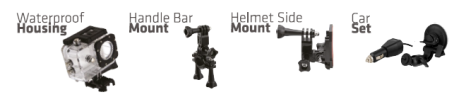 Waterproof
Housing
Handle Bar
Mount
Helmet Side
Mount
Car
Set